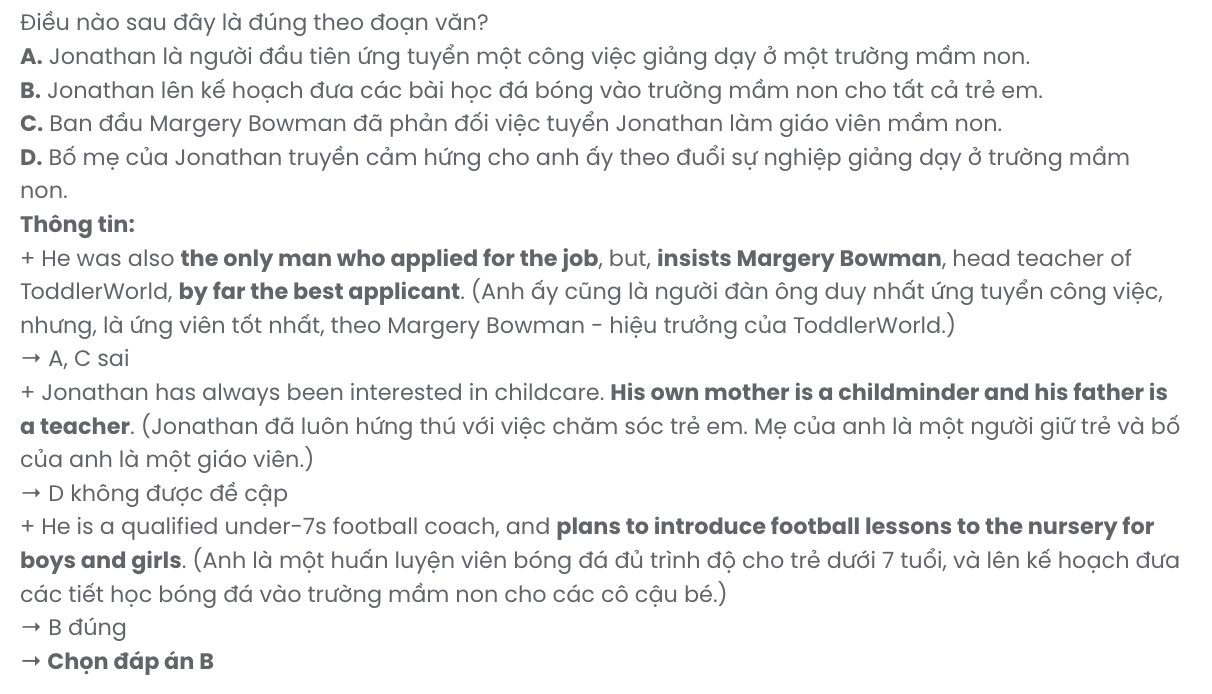 Điều nào sau đây là đúng theo đoạn văn?
A. Jonathan là người đầu tiên ứng tuyển một công việc giảng dạy ở một trường mầm non.
B. Jonathan lên kế hoạch đưa các bài học đá bóng vào trường mầm non cho tất cả trẻ em.
C. Ban đầu Margery Bowman đã phản đối việc tuyển Jonathan làm giáo viên mầm non.
D. Bố mẹ của Jonathan truyền cảm hứng cho anh ấy theo đuổi sự nghiệp giảng dạy ở trường mầm
non.
Thông tin:
+ He was also the only man who applied for the job, but, insists Margery Bowman, head teacher of
ToddlerWorld, by far the best applicant. (Anh ấy cũng là người đàn ông duy nhất ứng tuyển công việc,
nhưng, là ứng viên tốt nhất, theo Margery Bowman - hiệu trưởng của ToddlerWorld.)
→ A, C sai
+ Jonathan has always been interested in childcare. His own mother is a childminder and his father is
a teacher. (Jonathan đã luôn hứng thú với việc chăm sóc trẻ em. Mẹ của anh là một người giữ trẻ và bố
của anh là một giáo viên.)
→ D không được đề cập
+ He is a qualified under-7s football coach, and plans to introduce football lessons to the nursery for
boys and girls. (Anh là một huấn luyện viên bóng đá đủ trình độ cho trẻ dưới 7 tuổi, và lên kế hoạch đưa
các tiết học bóng đá vào trường mầm non cho các cô cậu bé.)
→ B đúng
→ Chọn đáp án B